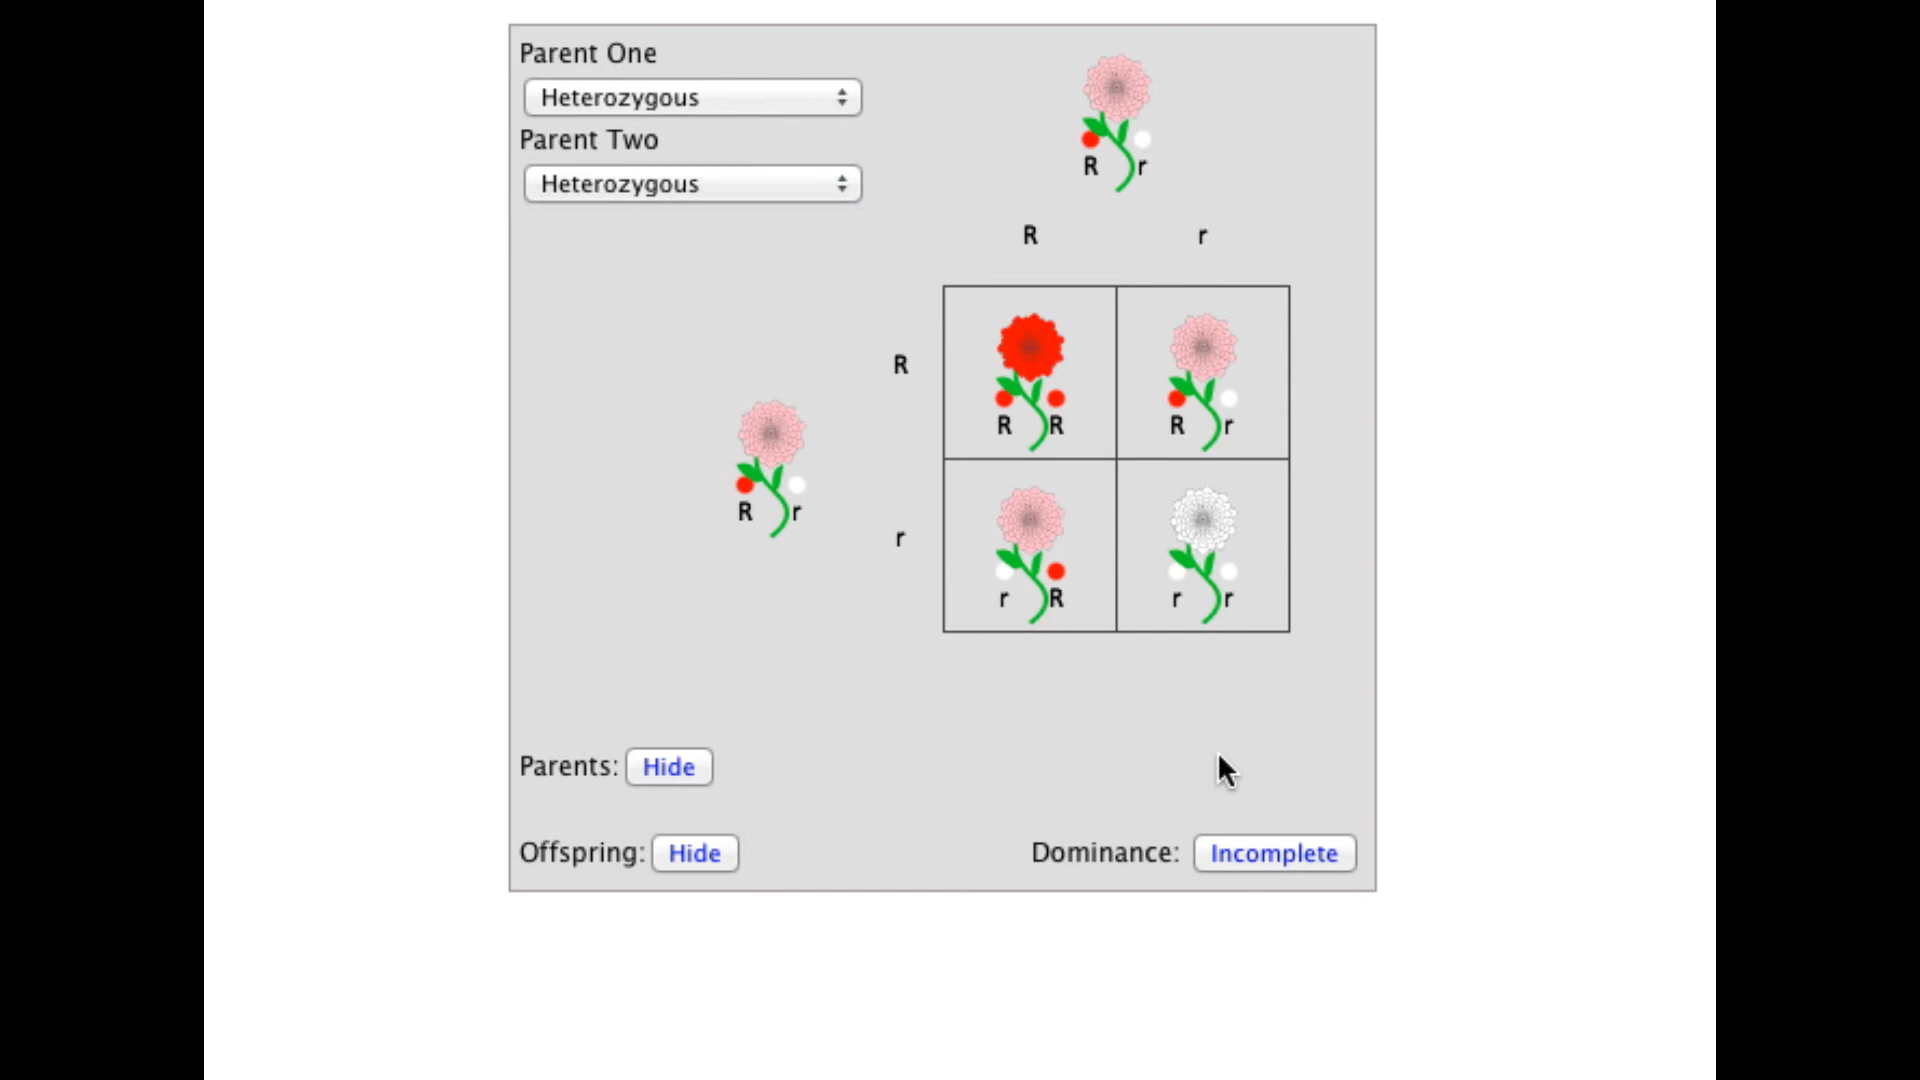 Parent One
Heterozygous
Parent Two
Heterozygous
R r
R r
R
R R
R r
R r
r
r R
r r
Parents: Hide
Offspring: Hide
Dominance: Incomplete